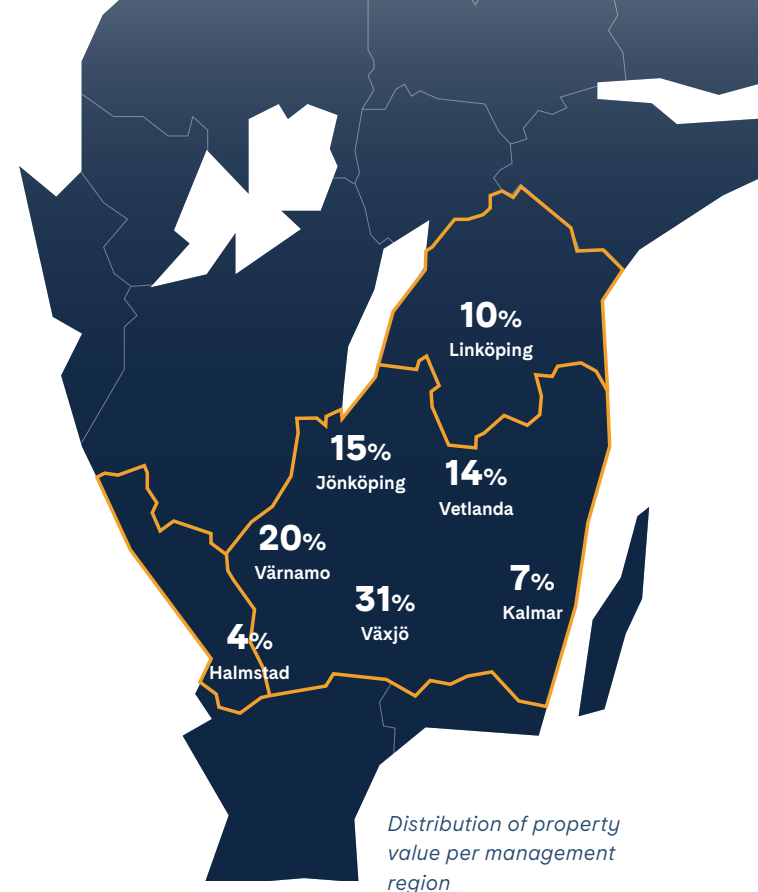 10%
Linköping
15%
Jönköping
14%
Vetlanda
20%
Värnamo
7%
Kalmar
31%
Växjö
4%
Halmstad
Distribution of property
value per management
region